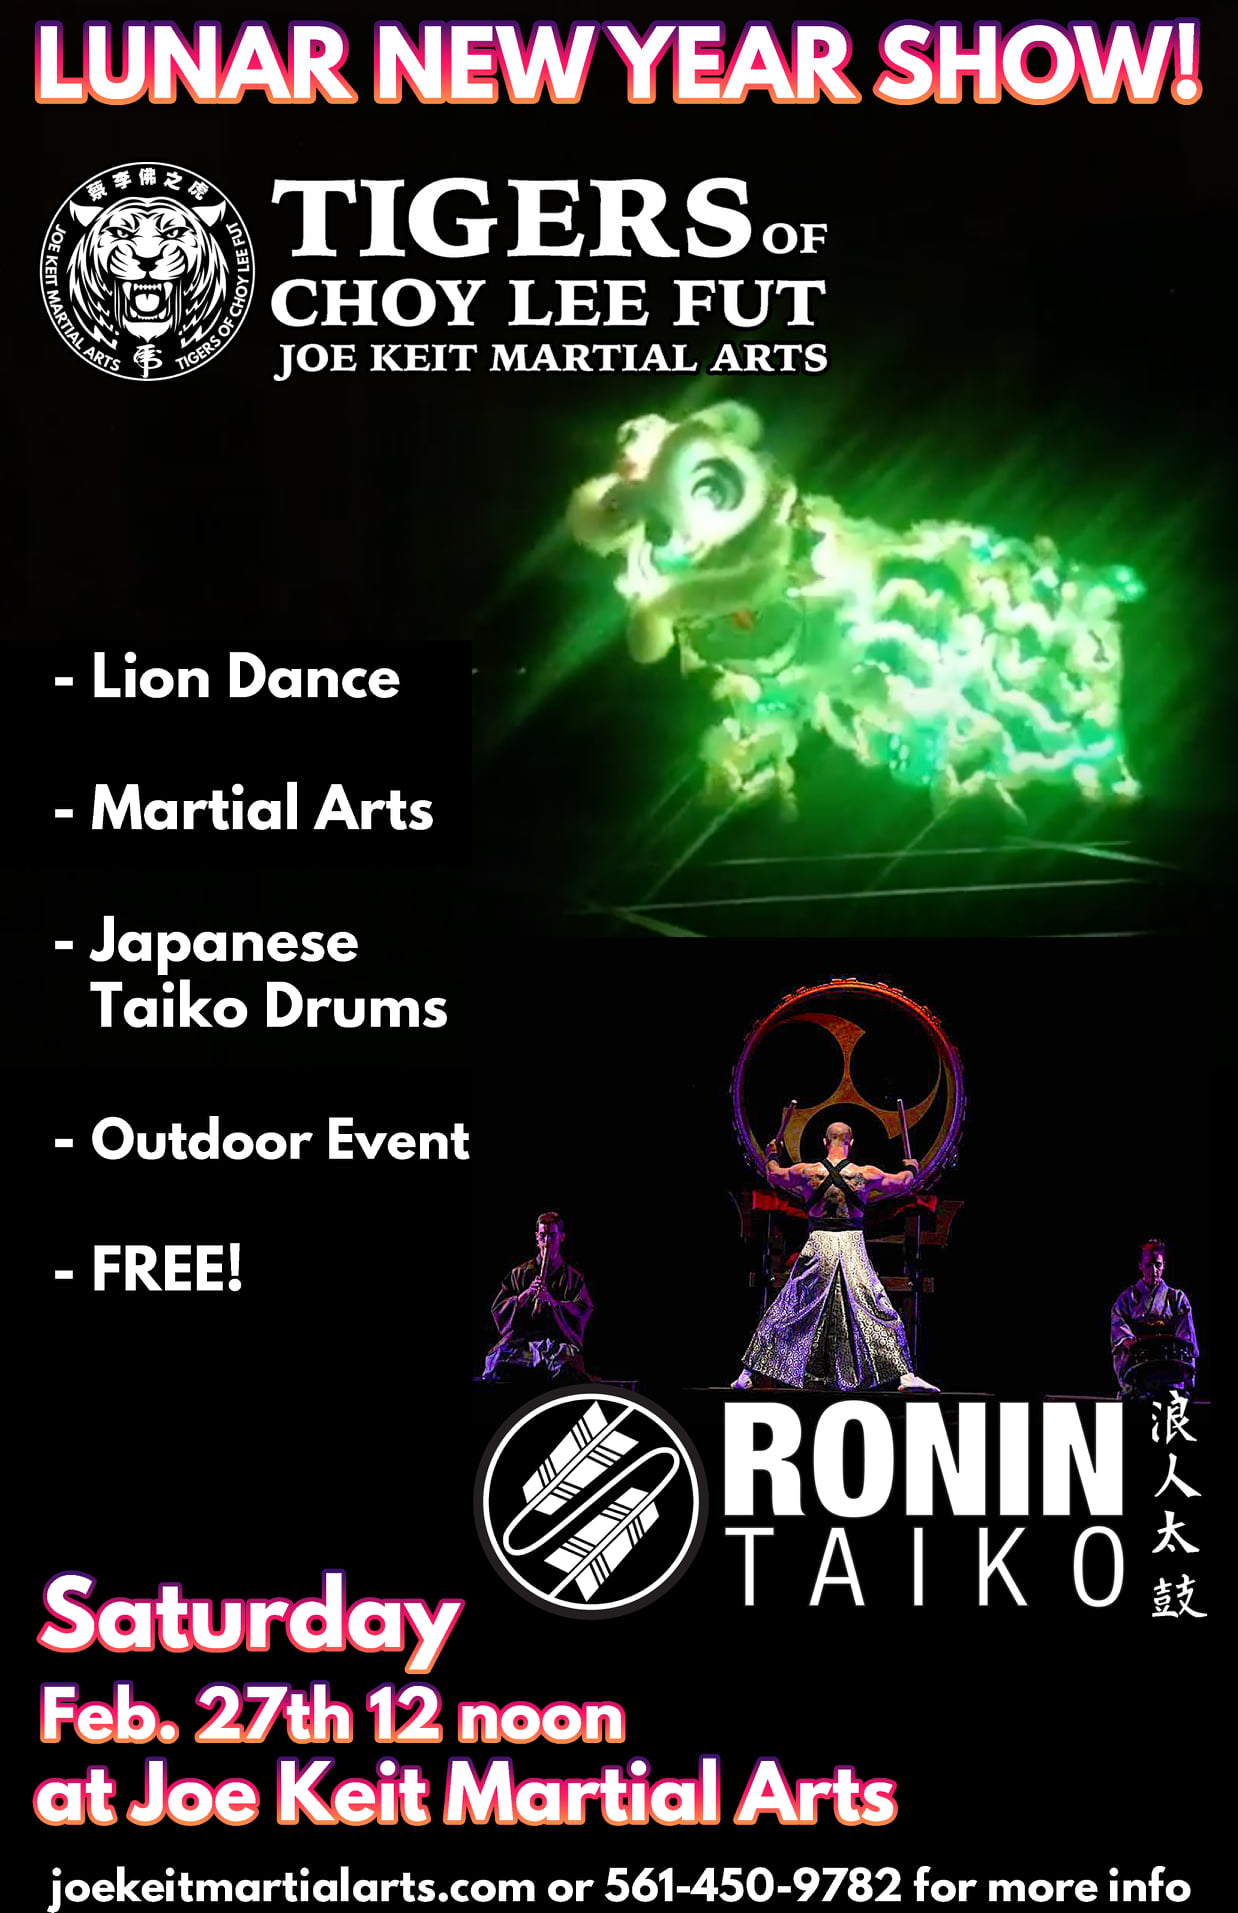 LUNAR NEW YEAR SHOW!
蔡李佛之虎
JOE KEIT MARTIAL ARTS
TIGERS OF CHOY LEE FUT
虎
TIGERS OF
CHOY LEE FUT
JOE KEIT MARTIAL ARTS
- Lion Dance
- Martial Arts
- Japanese
Taiko Drums
- Outdoor Event
- FREE!
RONIN
TAIKO
浪人太鼓
Saturday
Feb. 27th 12 noon
at Joe Keit Martial Arts
joekeitmartialarts.com or 561-450-9782 for more info